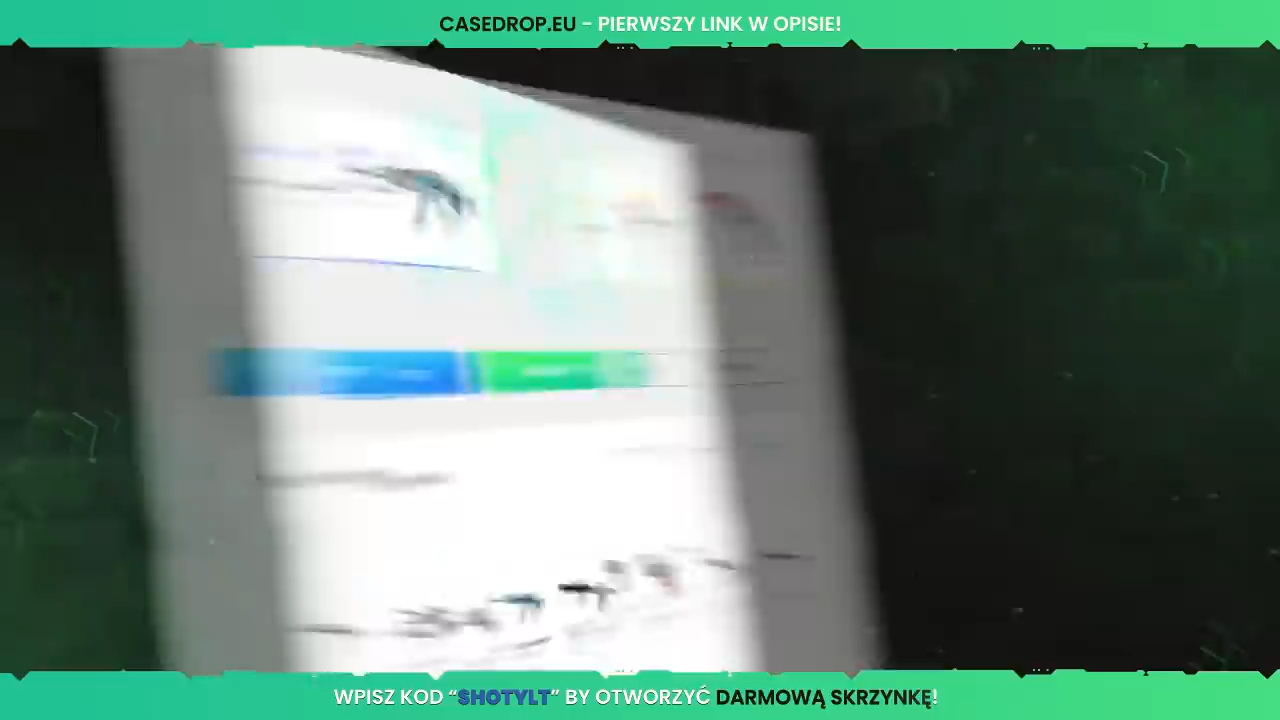 CASEDROP.EU - PIERWSZY LINK W OPISIE!
WPISZ KOD “SHOTYLT” BY OTWORZYĆ DARMOWĄ SKRZYNKĘ!